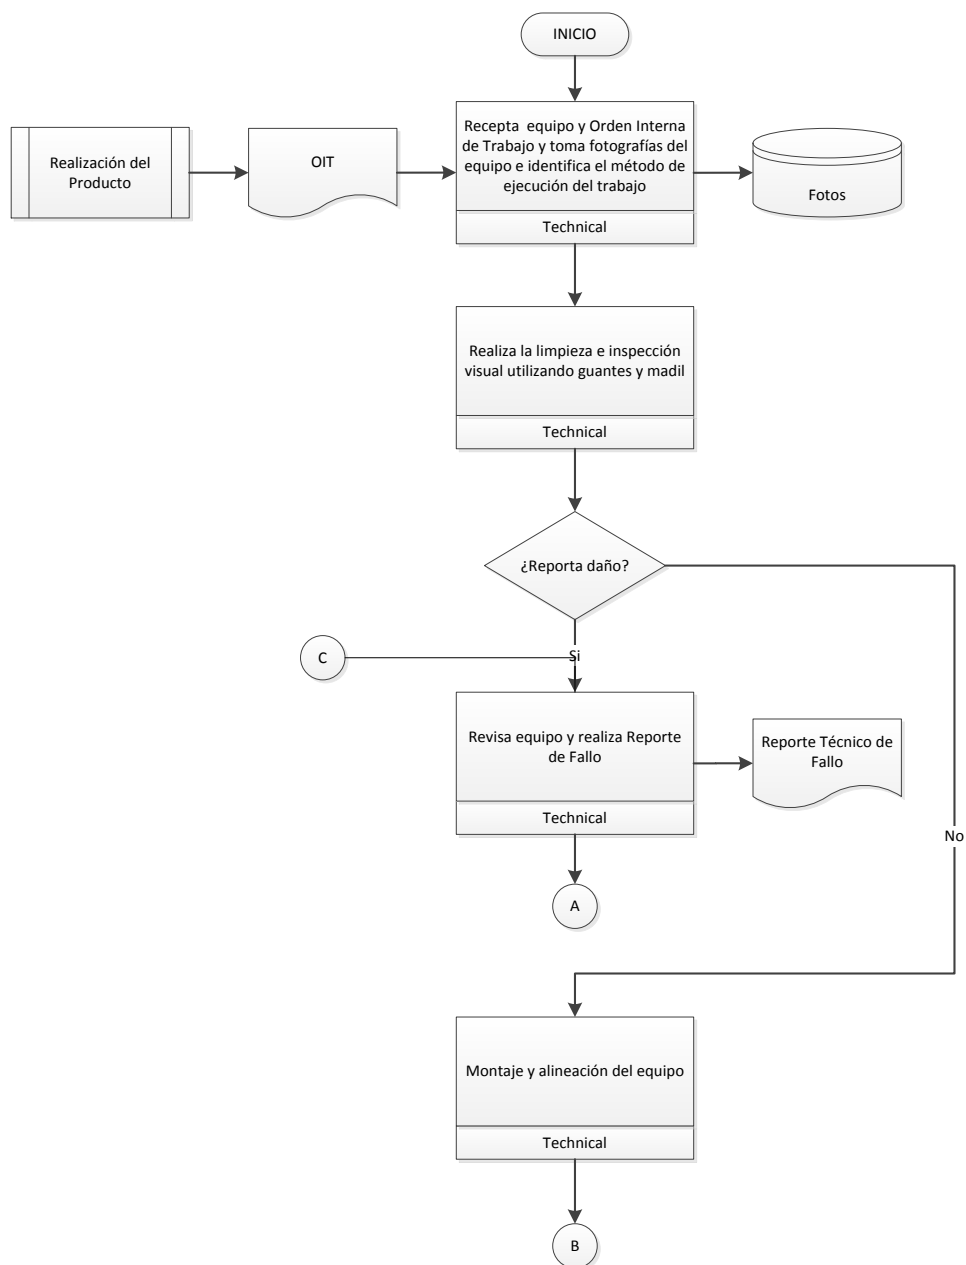 INICIO
Realización del
Producto
OIT
Recepta equipo y Orden Interna
de Trabajo y toma fotografías del
equipo e identifica el método de
ejecución del trabajo
Technical
Fotos
Realiza la limpieza e inspección
visual utilizando guantes y madil
Technical
¿Reporta daño?
C
Si
Revisa equipo y realiza Reporte
de Fallo
Technical
Reporte Técnico de
Fallo
No
A
Montaje y alineación del equipo
Technical
B